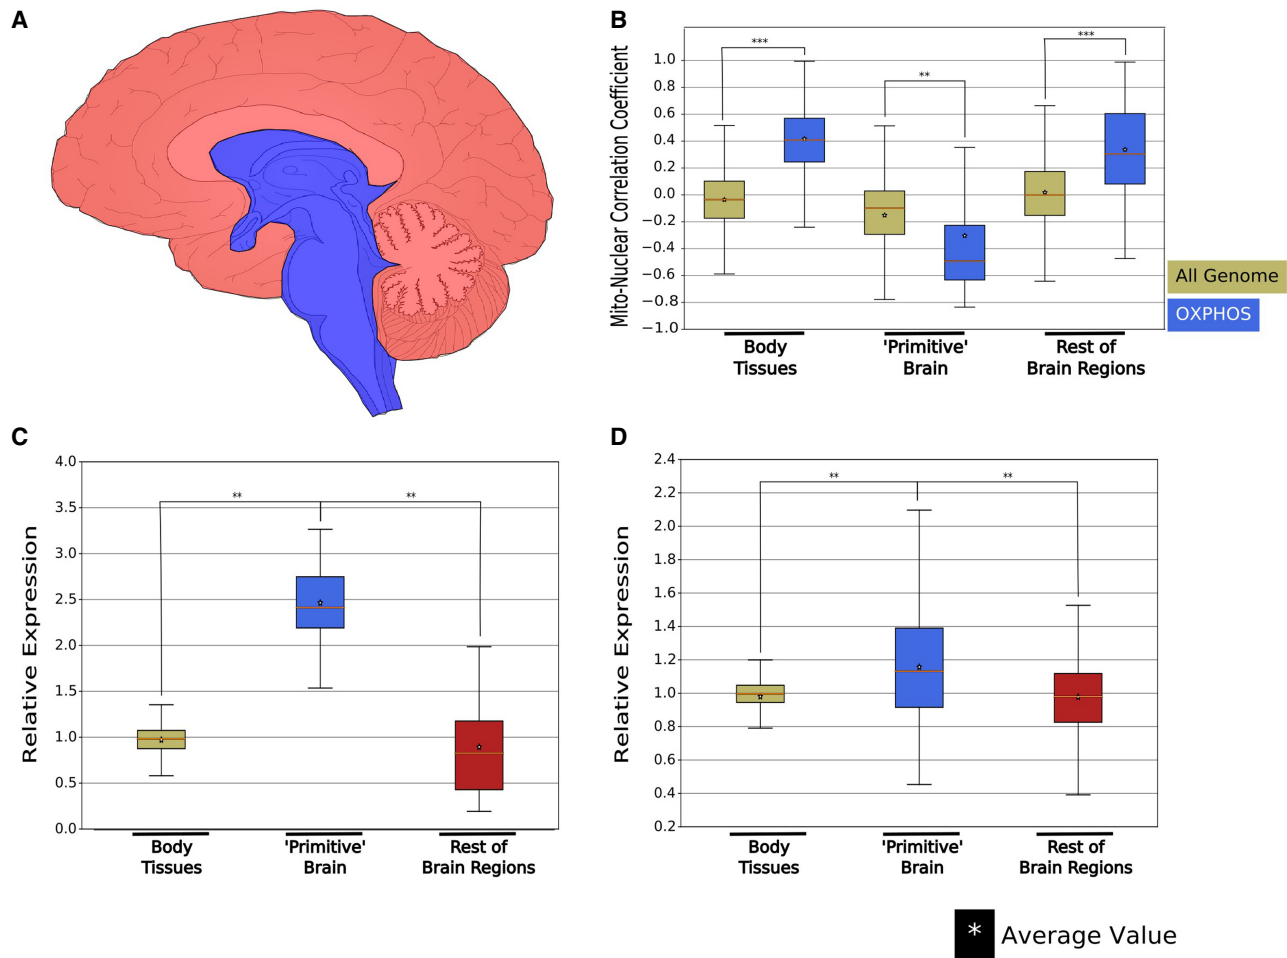 A
B
Mito-Nuclear Correlation Coefficient
1.0
0.8
0.6
0.4
0.2
0.0
−0.2
−0.4
−0.6
−0.8
−1.0
***
**
***
Body
Tissues
'Primitive'
Brain
Rest of
Brain Regions
All Genome
OXPHOS
C
Relative Expression
4.0
3.5
3.0
2.5
2.0
1.5
1.0
0.5
0.0
**
**
Body
Tissues
'Primitive'
Brain
Rest of
Brain Regions
D
Relative Expression
2.4
2.2
2.0
1.8
1.6
1.4
1.2
1.0
0.8
0.6
0.4
0.2
**
**
Body
Tissues
'Primitive'
Brain
Rest of
Brain Regions
* Average Value